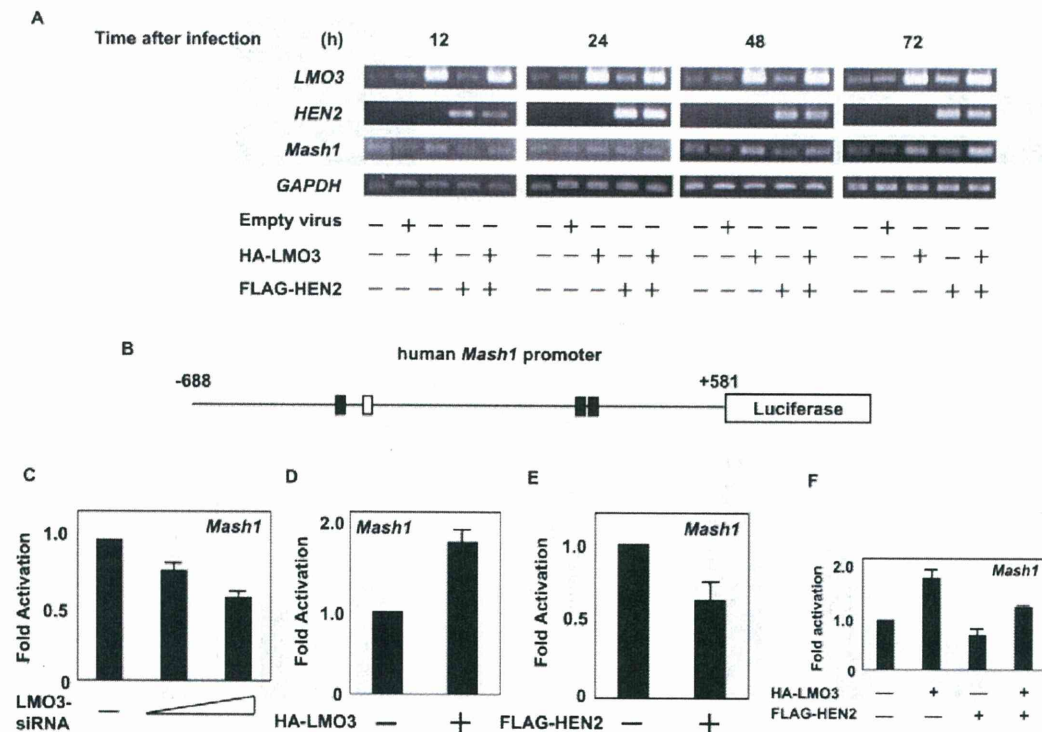 A
Time after infection (h) 12 24 48 72
LMO3
HEN2
Mash1
GAPDH
Empty virus − + − − − − + − − − − + − − − − + − − −
HA-LMO3 − − + − + − − + − + − − + − + − − + − +
FLAG-HEN2 − − − + + − − − + + − − − + + − − − + +
B
human Mash1 promoter
-688
+581
Luciferase
C
Mash1
Fold Activation
1.0
0.5
0
LMO3-
siRNA −
D
Mash1
Fold Activation
2.0
1.0
0
HA-LMO3 − +
E
Mash1
Fold Activation
1.0
0.5
0
FLAG-HEN2 − +
F
Mash1
Fold activation
2.0
1.0
0
HA-LMO3 — + — +
FLAG-HEN2 — — + +